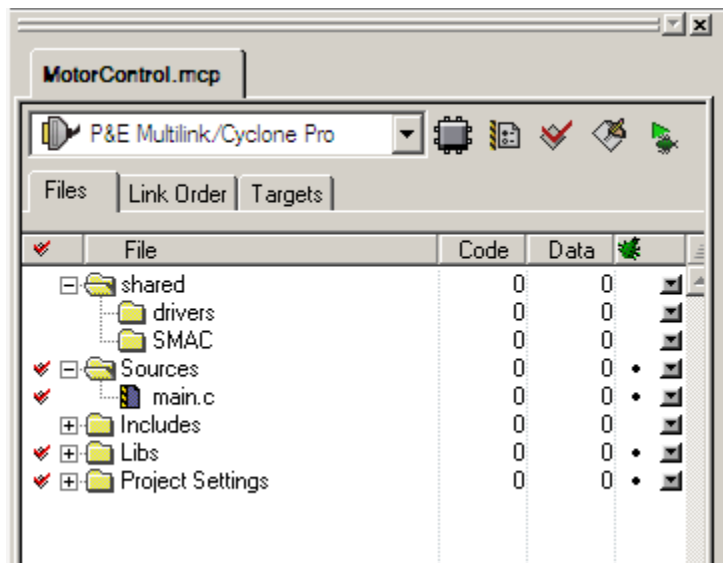 MotorControl.mcp
P&E Multilink/Cyclone Pro
Files Link Order Targets
File Code Data
shared 0 0
drivers 0 0
SMAC 0 0
Sources 0 0
main.c 0 0
Includes 0 0
Libs 0 0
Project Settings 0 0